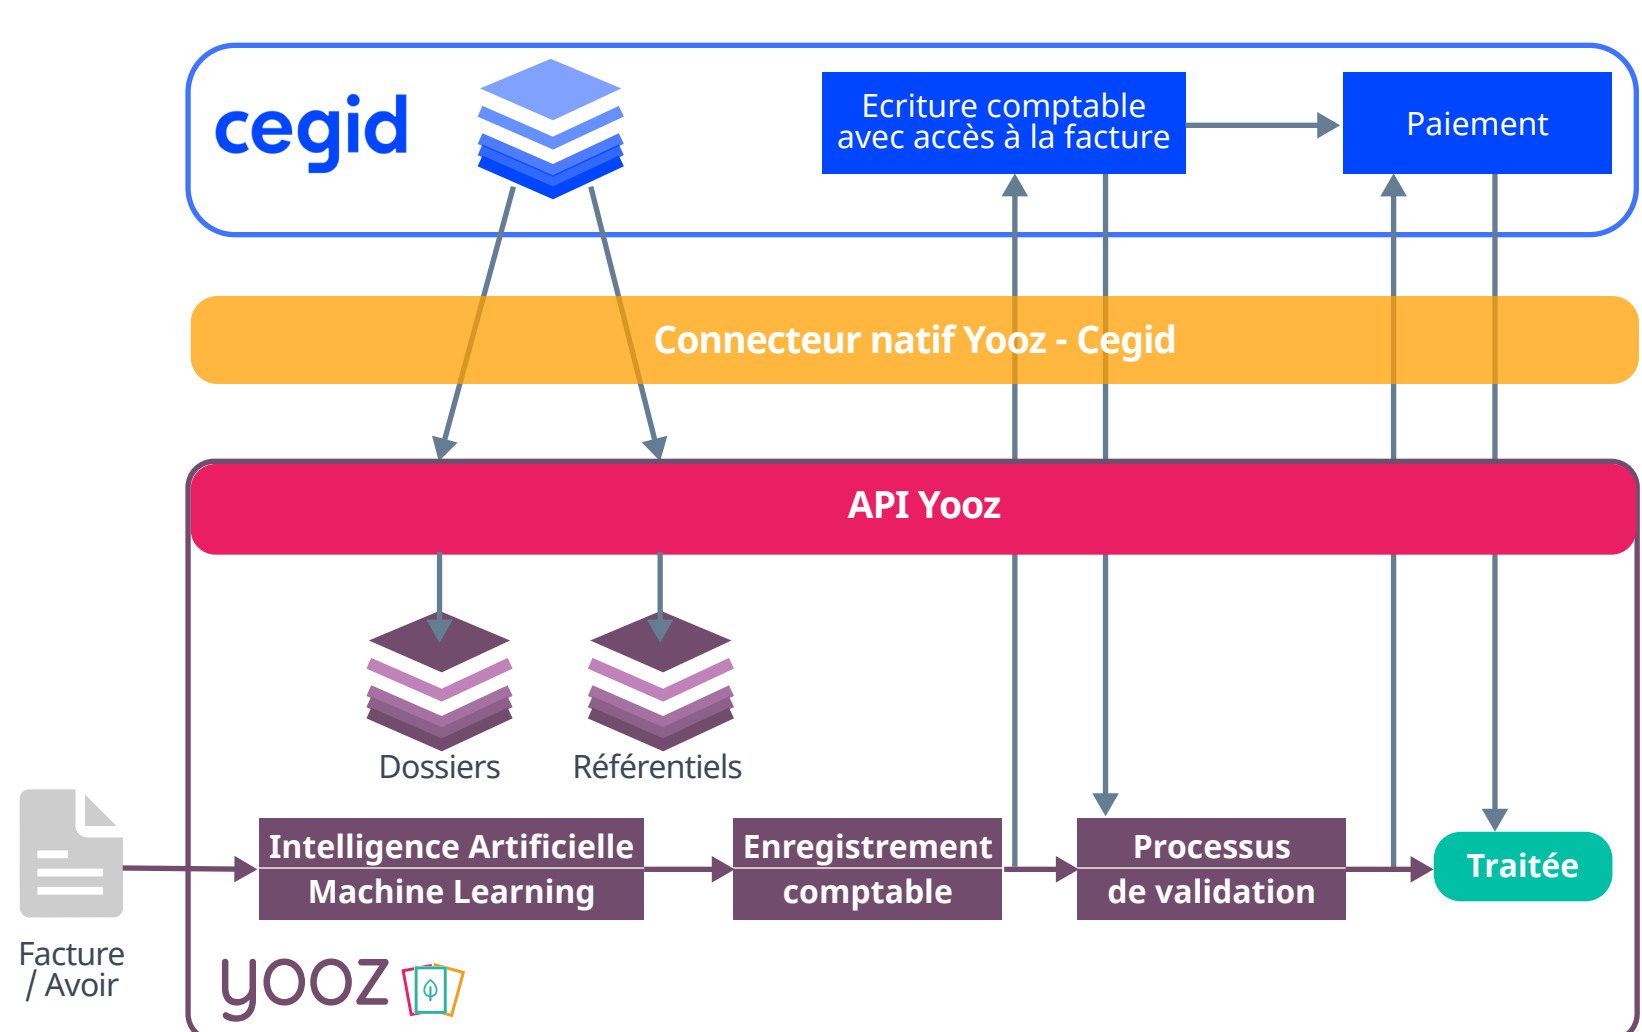 cegid
Ecriture comptable
avec accès à la facture
Paiement
Connecteur natif Yooz - Cegid
API Yooz
Dossiers
Référentiels
Intelligence Artificielle
Machine Learning
Enregistrement
comptable
Processus
de validation
Traitée
Facture
/ Avoir
yooz